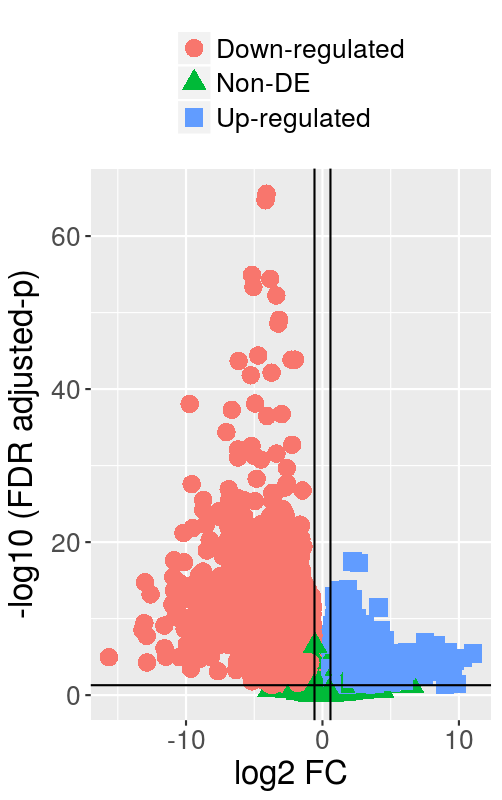 Down-regulated
Non-DE
Up-regulated
-log10 (FDR adjusted-p)
60
40
20
0
-10
0
10
log2 FC